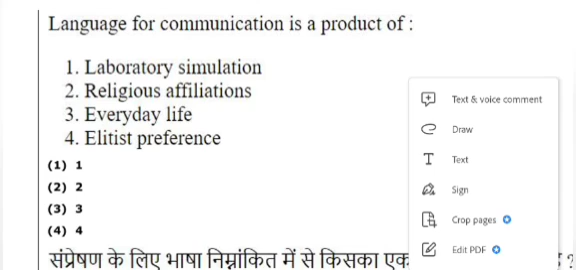 Language for communication is a product of :
1. Laboratory simulation
2. Religious affiliations
3. Everyday life
4. Elitist preference
(1) 1
(2) 2
(3) 3
(4) 4
संप्रेषण के लिए भाषा निम्नांकित में से किसका एक
?
Text & voice comment
Draw
Text
Sign
Crop pages
Edit PDF